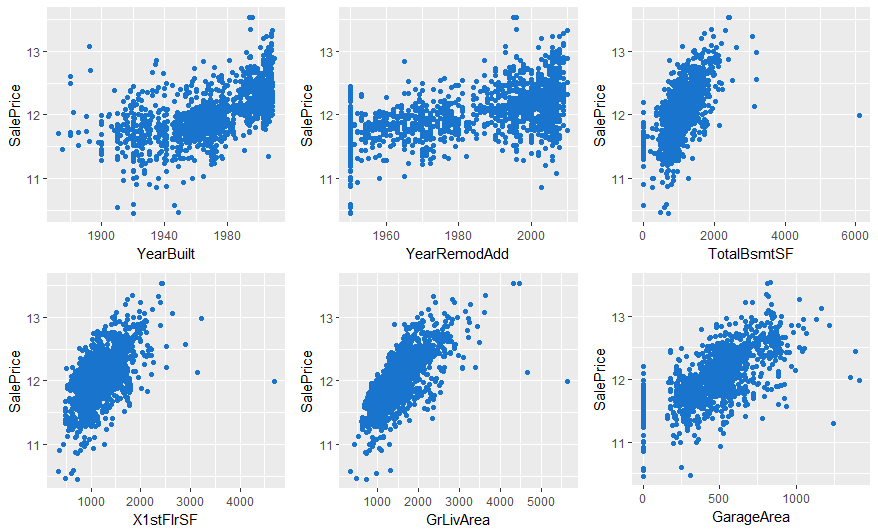 SalePrice
13
12
11
1900 1940 1980
YearBuilt
SalePrice
13
12
11
1960 1980 2000
YearRemodAdd
SalePrice
13
12
11
0 2000 4000 6000
TotalBsmtSF
SalePrice
13
12
11
1000 2000 3000 4000
X1stFlrSF
SalePrice
13
12
11
1000 2000 3000 4000 5000
GrLivArea
SalePrice
13
12
11
0 500 1000
GarageArea